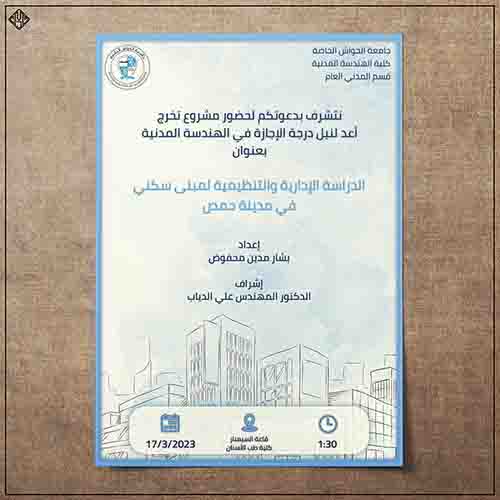 جامعة الحواش الخاصة
كلية الهندسة المدنية
قسم المدني العام
نتشرف بدعوتكم لحضور مشروع تخرج
أعد لنيل درجة الإجازة في الهندسة المدنية
بعنوان
الدراسة الإدارية والتنظيمية لمبنى سكني
في مدينة حمص
إعداد
بشار مدين محفوض
إشراف
الدكتور المهندس علي الدياب
1:30
قاعة السيمنار
كلية طب الأسنان
17/3/2023